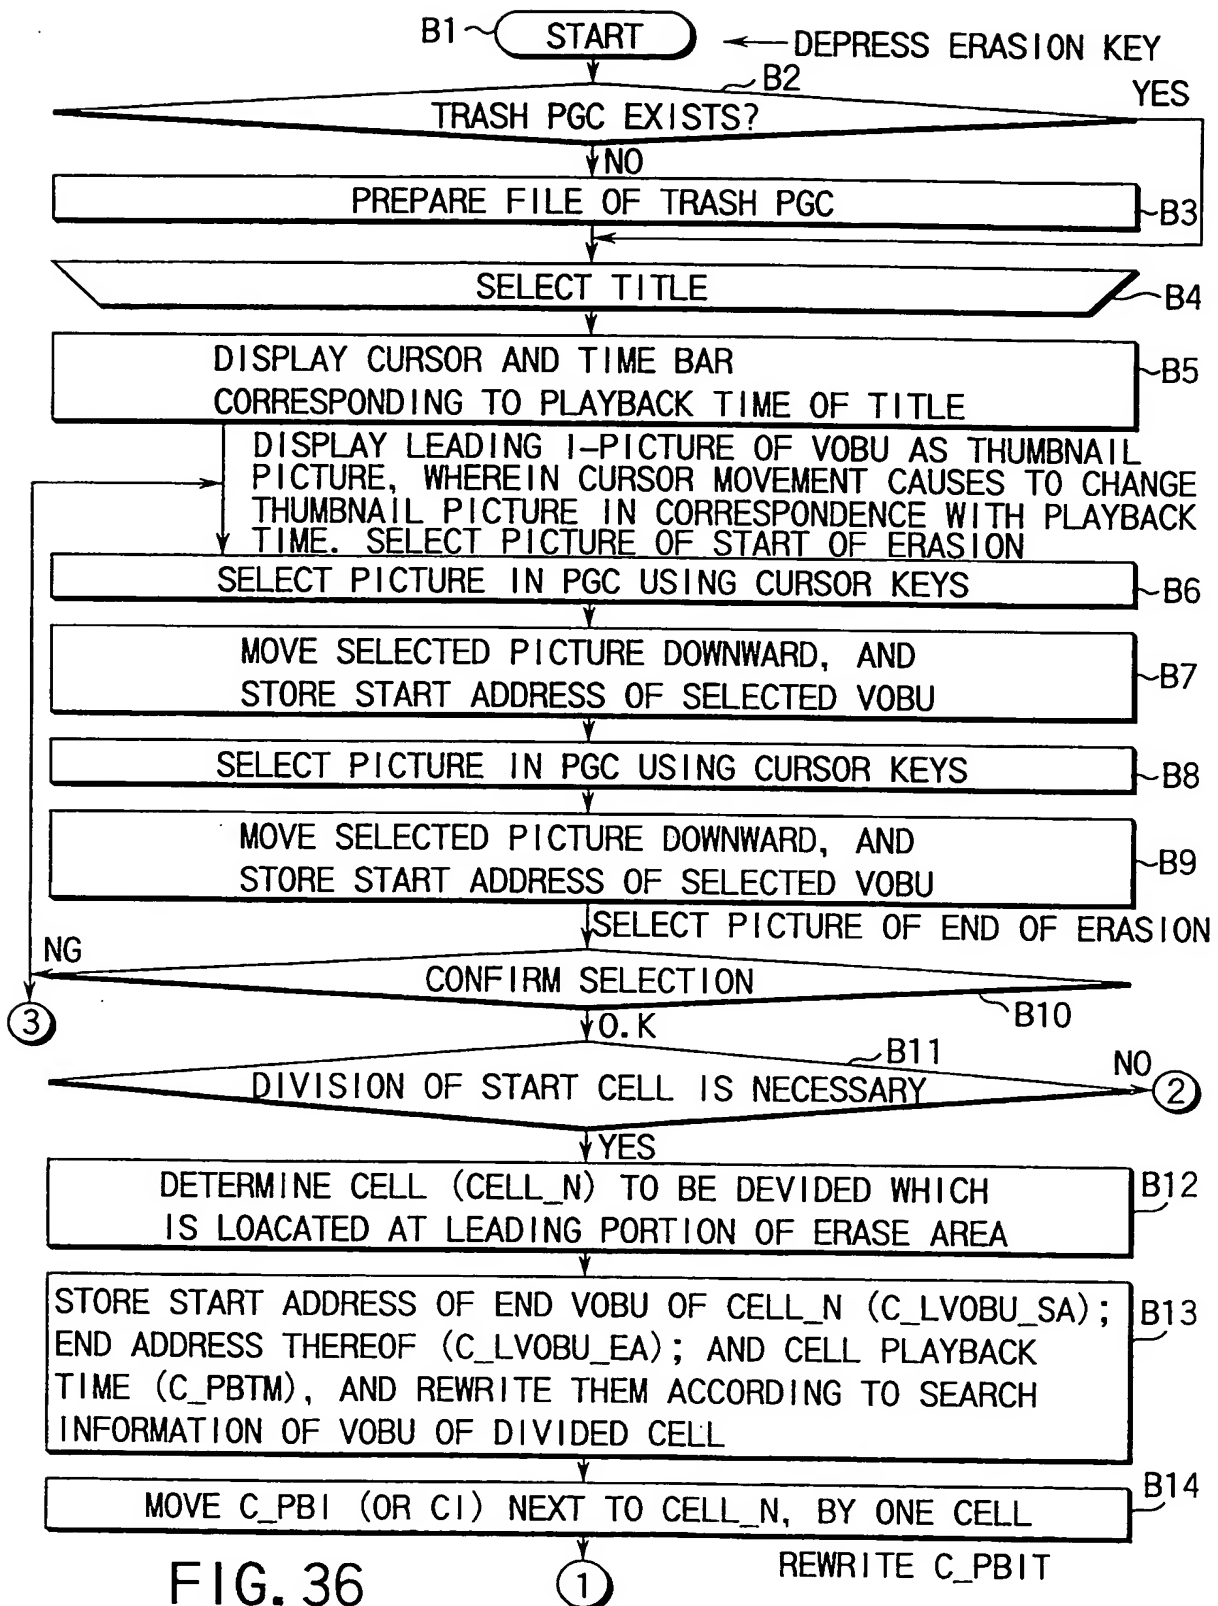 B1
START
DEPRESS ERASION KEY
B2
YES
TRASH PGC EXISTS?
NO
PREPARE FILE OF TRASH PGC
B3
SELECT TITLE
B4
DISPLAY CURSOR AND TIME BAR
CORRESPONDING TO PLAYBACK TIME OF TITLE
B5
DISPLAY LEADING I-PICTURE OF VOBU AS THUMBNAIL
PICTURE, WHEREIN CURSOR MOVEMENT CAUSES TO CHANGE
THUMBNAIL PICTURE IN CORRESPONDENCE WITH PLAYBACK
TIME. SELECT PICTURE OF START OF ERASION
SELECT PICTURE IN PGC USING CURSOR KEYS
B6
MOVE SELECTED PICTURE DOWNWARD, AND
STORE START ADDRESS OF SELECTED VOBU
B7
SELECT PICTURE IN PGC USING CURSOR KEYS
B8
MOVE SELECTED PICTURE DOWNWARD, AND
STORE START ADDRESS OF SELECTED VOBU
B9
SELECT PICTURE OF END OF ERASION
NG
CONFIRM SELECTION
B10
3
O.K
B11
NO
DIVISION OF START CELL IS NECESSARY
2
YES
DETERMINE CELL (CELL_N) TO BE DEVIDED WHICH
IS LOACATED AT LEADING PORTION OF ERASE AREA
B12
STORE START ADDRESS OF END VOBU OF CELL_N (C_LVOBU_SA);
END ADDRESS THEREOF (C_LVOBU_EA); AND CELL PLAYBACK
TIME (C_PBTM), AND REWRITE THEM ACCORDING TO SEARCH
INFORMATION OF VOBU OF DIVIDED CELL
B13
MOVE C_PBI (OR CI) NEXT TO CELL_N, BY ONE CELL
B14
REWRITE C_PBIT
1
FIG. 36